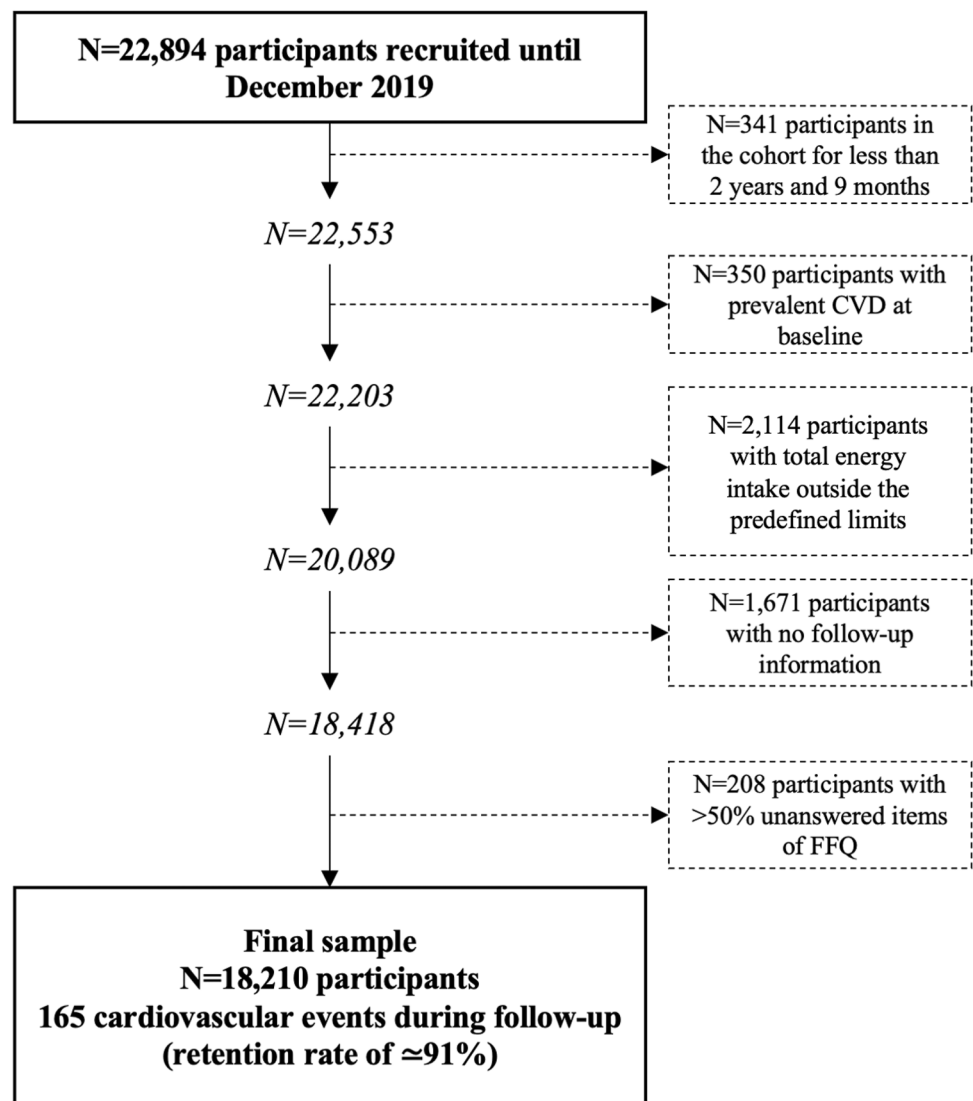 N=22,894 participants recruited until
December 2019
N=341 participants in
the cohort for less than
2 years and 9 months
N=22,553
N=350 participants with
prevalent CVD at
baseline
N=22,203
N=2,114 participants
with total energy
intake outside the
predefined limits
N=20,089
N=1,671 participants
with no follow-up
information
N=18,418
N=208 participants with
>50% unanswered items
of FFQ
Final sample
N=18,210 participants
165 cardiovascular events during follow-up
(retention rate of ≃91%)